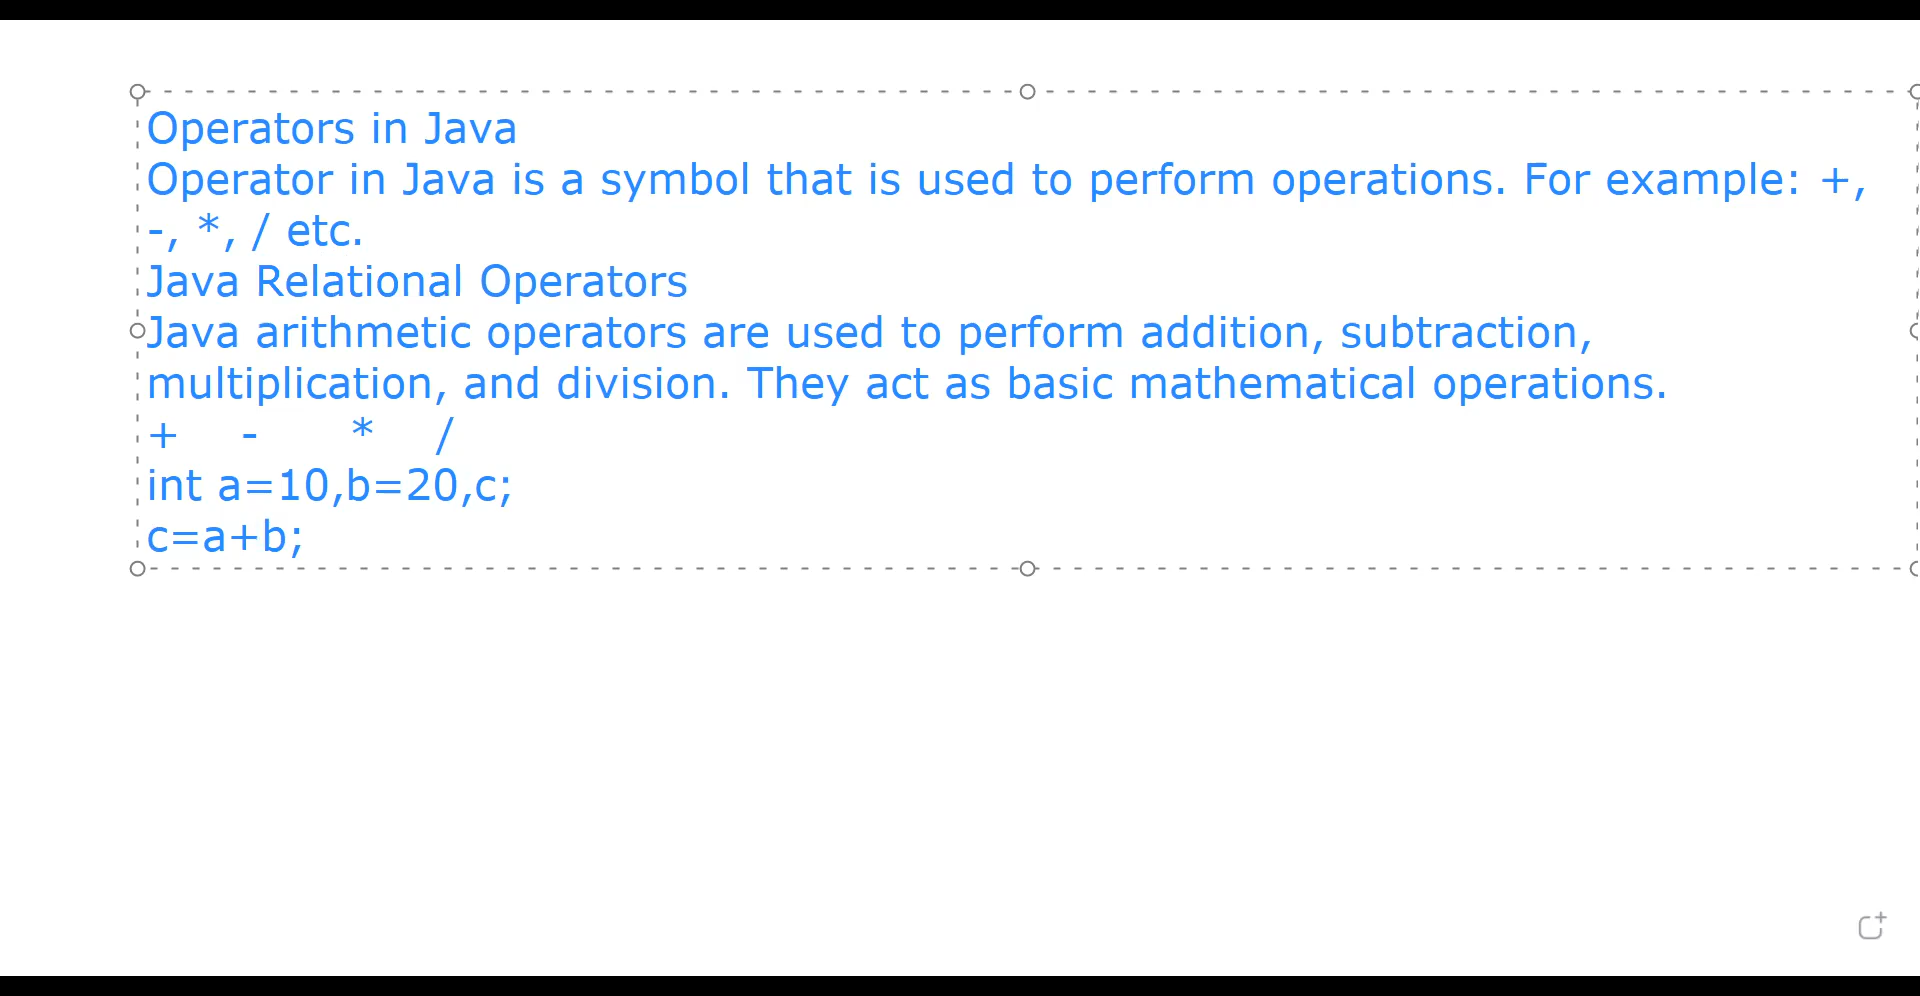 Operators in Java
Operator in Java is a symbol that is used to perform operations. For example: +,
-, *, / etc.
Java Relational Operators
Java arithmetic operators are used to perform addition, subtraction,
multiplication, and division. They act as basic mathematical operations.
+    -      *    /
int a=10,b=20,c;
c=a+b;